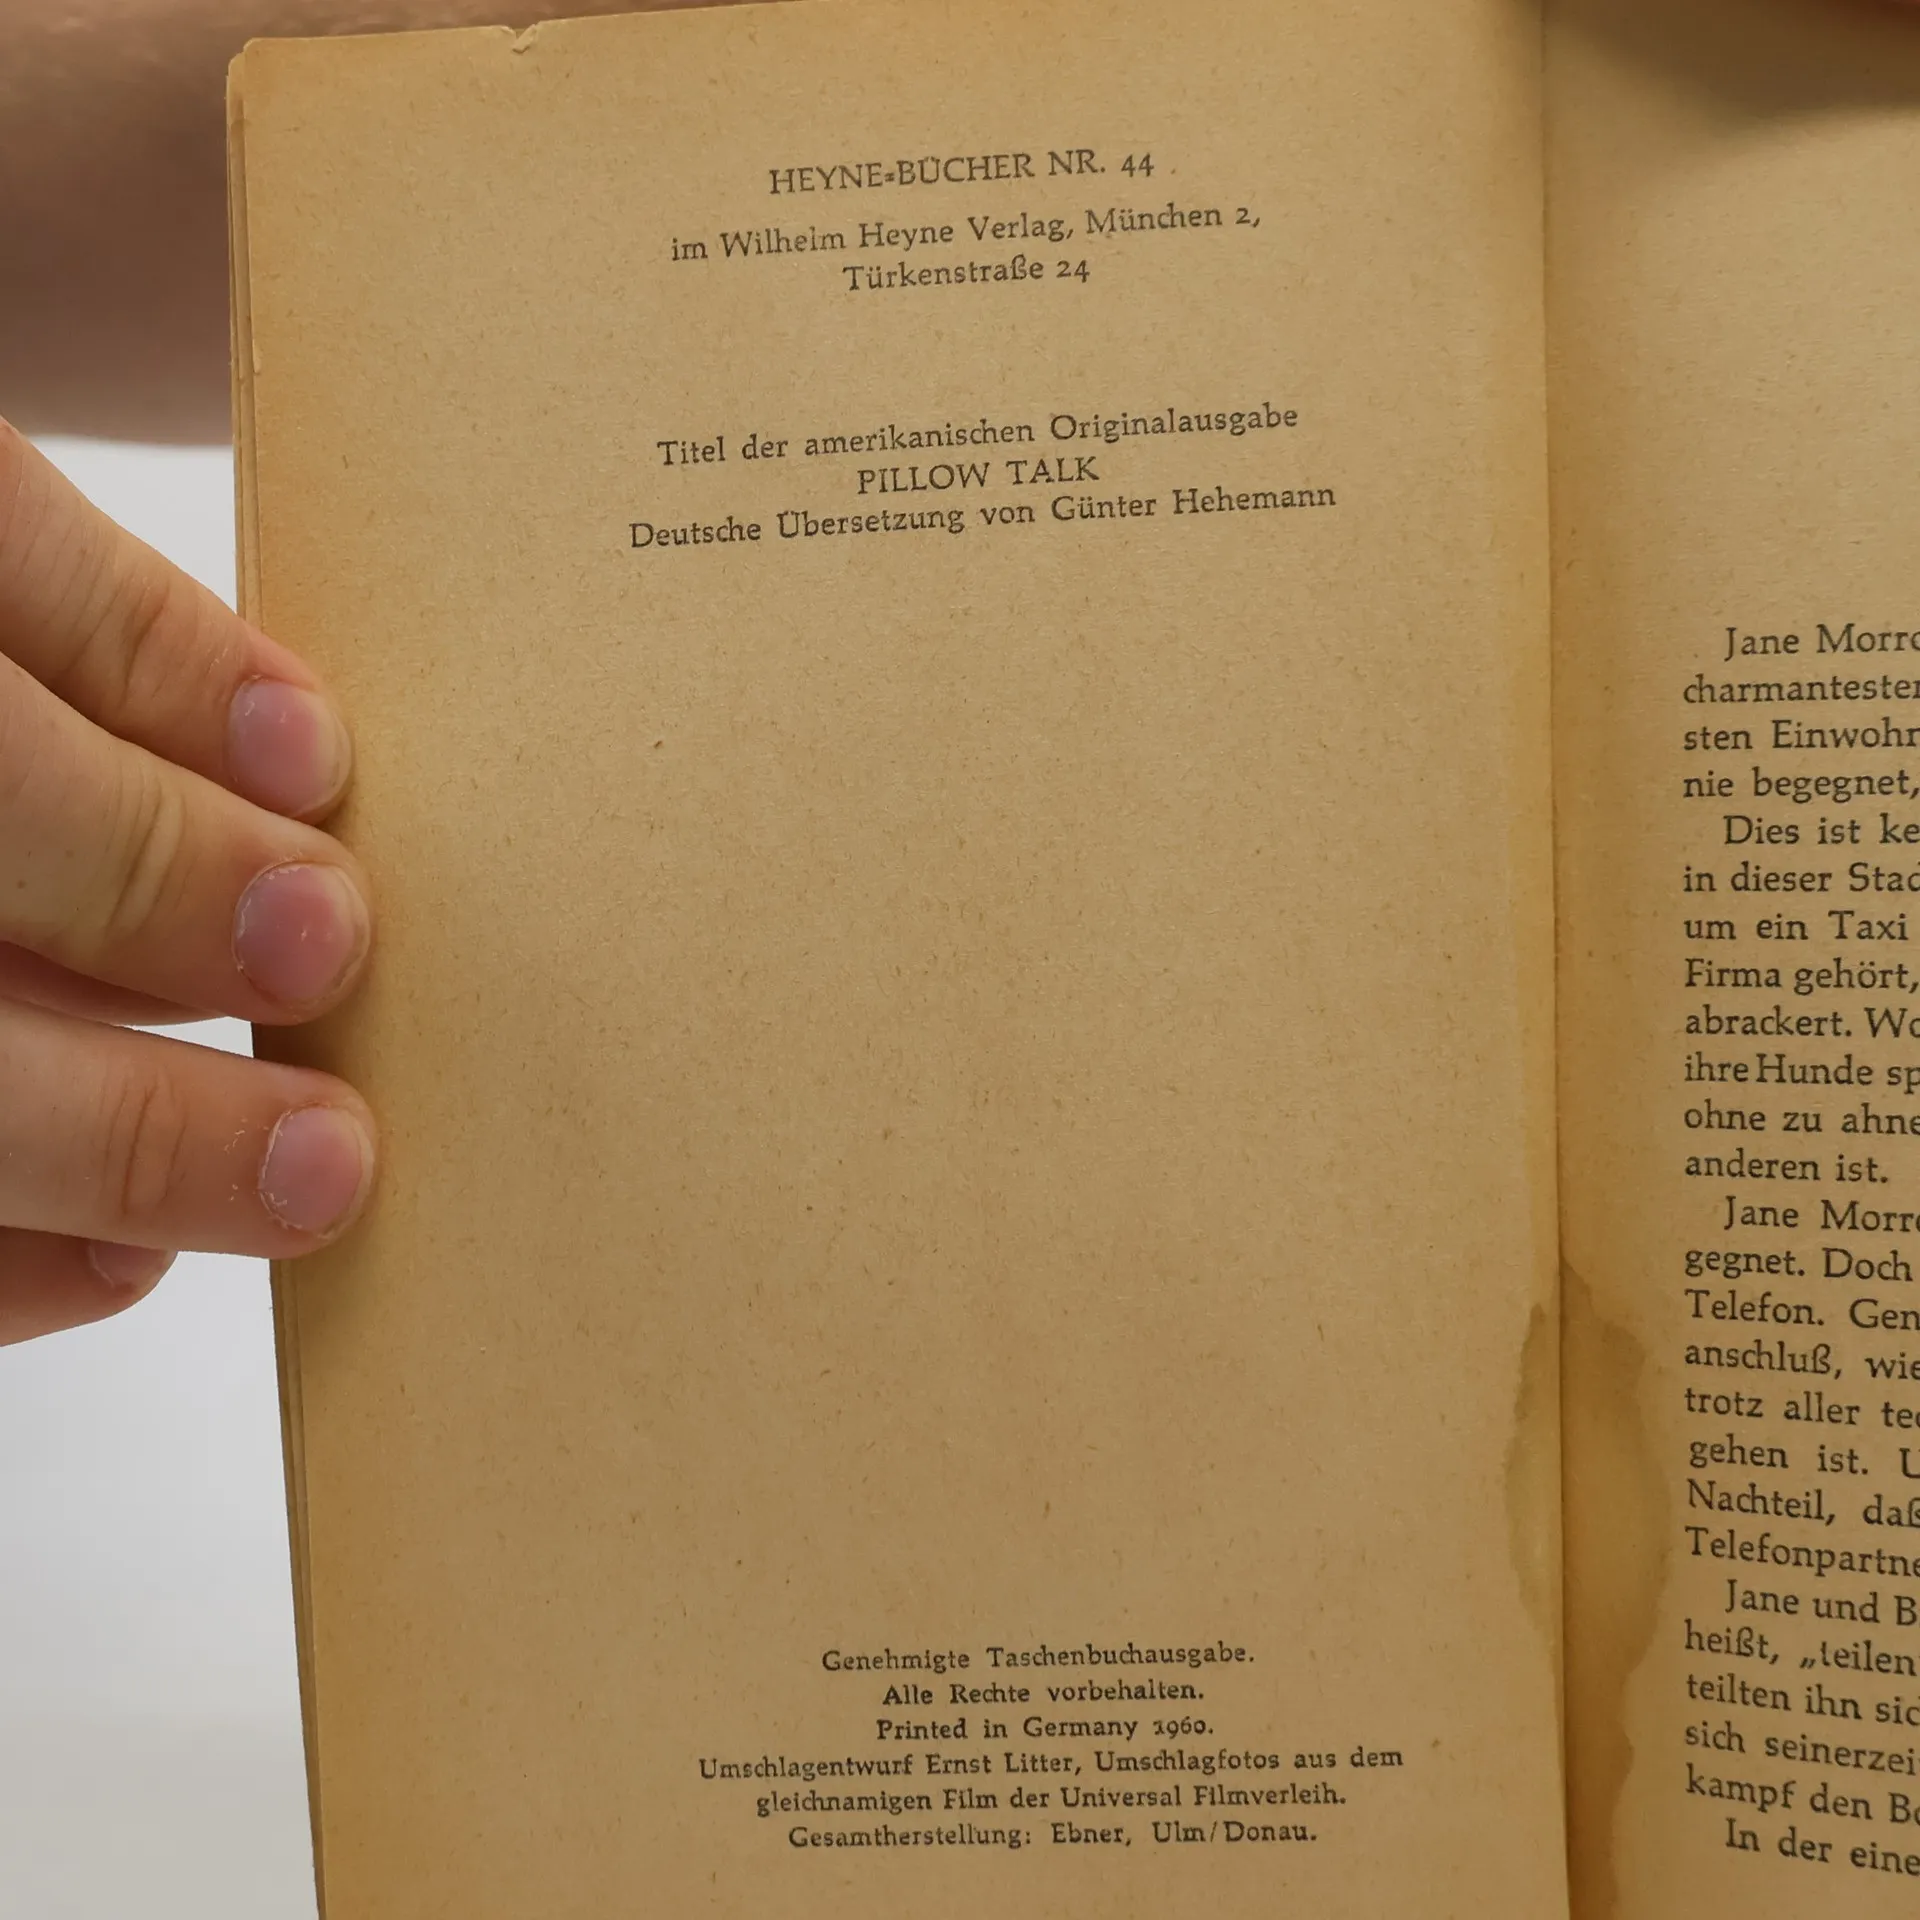 HEYNE-BÜCHER NR. 44
im Wilhelm Heyne Verlag, München 2,
Türkenstraße 24
Titel der amerikanischen Originalausgabe
PILLOW TALK
Deutsche Übersetzung von Günter Hehemann
Genehmigte Taschenbuchausgabe.
Alle Rechte vorbehalten.
Printed in Germany 1960.
Umschlagentwurf Ernst Litter, Umschlagfotos aus dem
gleichnamigen Film der Universal Filmverleih.
Gesamtherstellung: Ebner, Ulm/Donau.
Jane
sten
nie begegnet,
Dies ist
in dieser
um ein Taxi
Firma gehört,
abrackert.
ihre Hunde
ohne zu
anderen ist.
Jane
gegnet. Doch
Telefon.
anschluß,
trotz aller
gehen ist.
Nachteil,
Jane und
heißt,
teilten ihn
sich
kampf den
In der